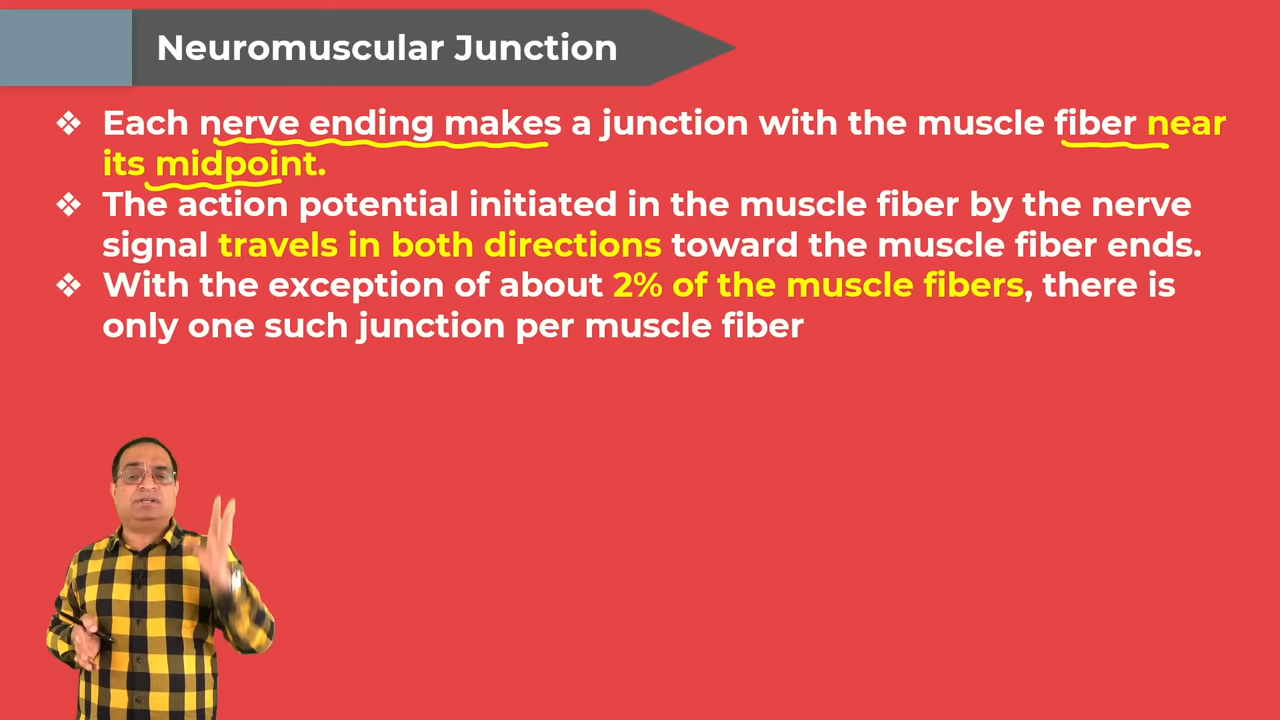 Neuromuscular Junction
❖ Each nerve ending makes a junction with the muscle fiber near
its midpoint.
❖ The action potential initiated in the muscle fiber by the nerve
signal travels in both directions toward the muscle fiber ends.
❖ With the exception of about 2% of the muscle fibers, there is
only one such junction per muscle fiber